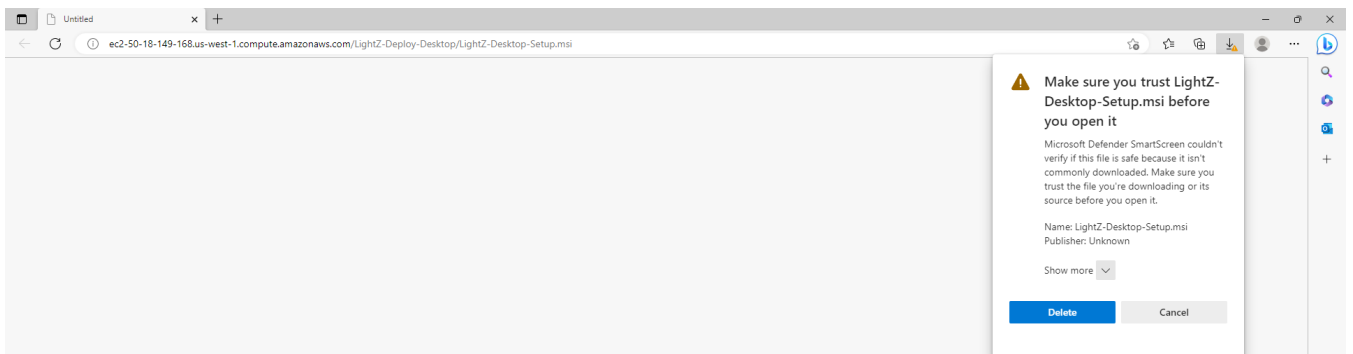 Untitled
ec2-50-18-149-168.us-west-1.compute.amazonaws.com/LightZ-Deploy-Desktop/LightZ-Desktop-Setup.msi
Make sure you trust LightZ-
Desktop-Setup.msi before
you open it
Microsoft Defender SmartScreen couldn't
verify if this file is safe because it isn't
commonly downloaded. Make sure you
trust the file you're downloading or its
source before you open it.
Name: LightZ-Desktop-Setup.msi
Publisher: Unknown
Show more
Delete Cancel